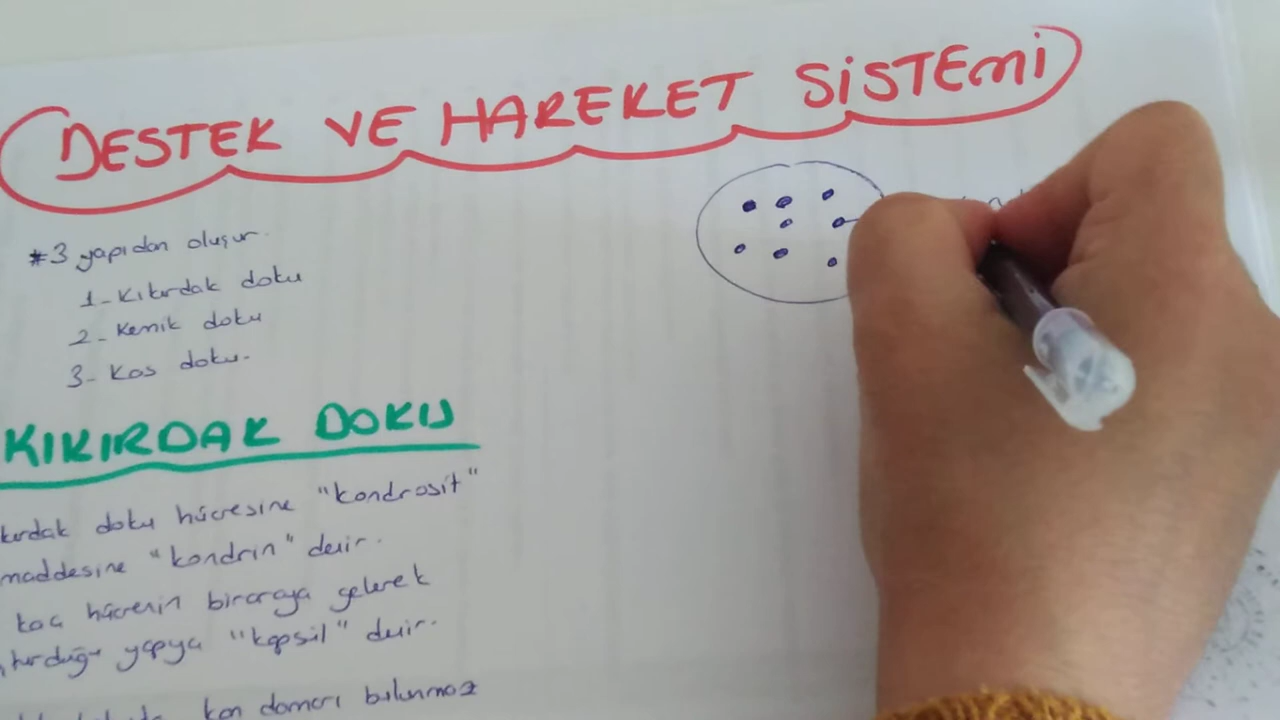 DESTEK VE HAREKET SİSTEMİ
*3 yapıdan oluşur.
1- Kıkırdak doku
2- Kemik doku
3- Kas doku.
KIKIRDAK DOKU
kırdak doku hücresine "kondrosit"
maddesine "kondrin" denir.
kaç hücrenin biraraya gelerek
turduğu yapıya "kapsül" denir.
kan damarı bulunmaz